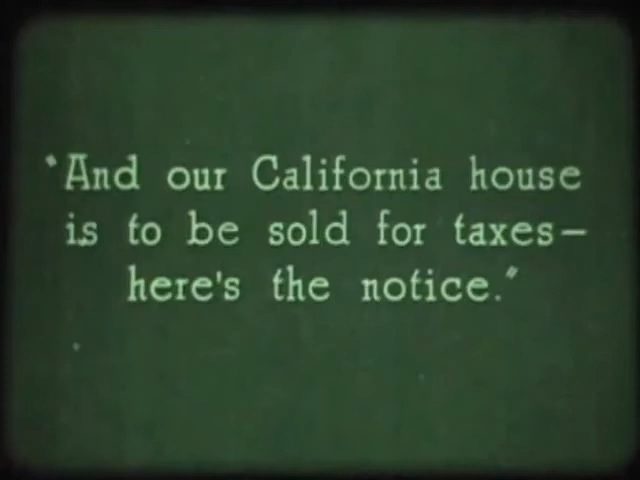 "And our California house
is to be sold for taxes—
here's the notice."